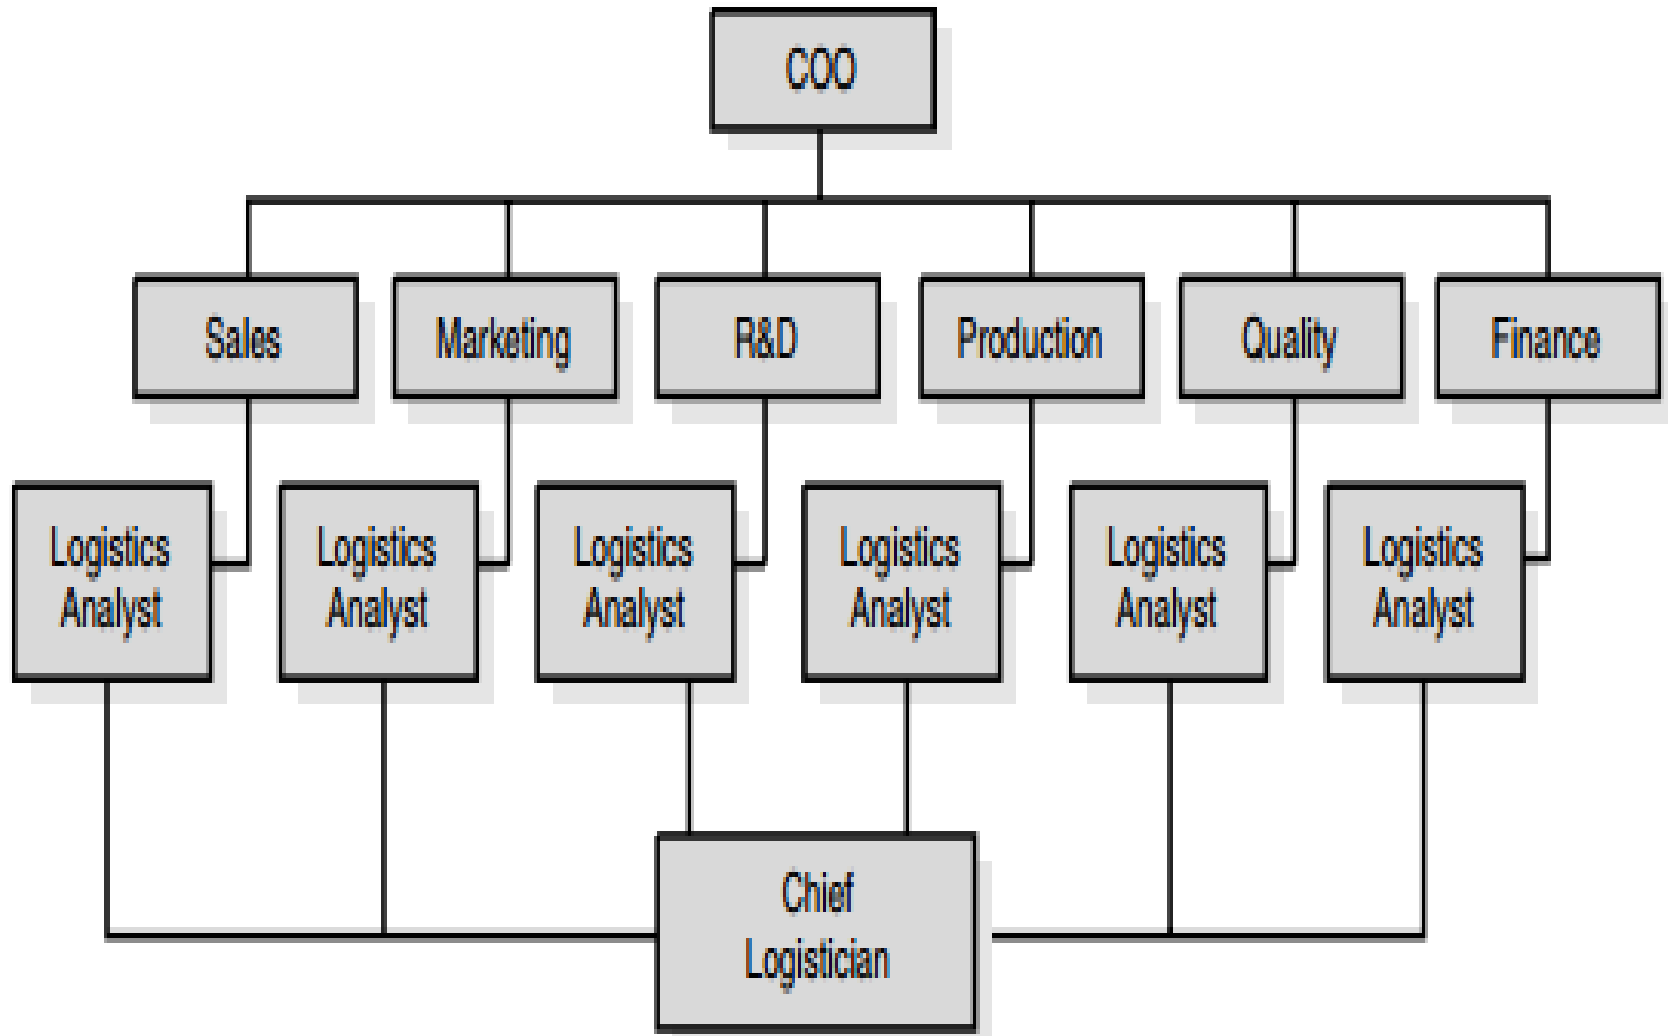 COO
Sales
Marketing
R&D
Production
Quality
Finance
Logistics
Analyst
Logistics
Analyst
Logistics
Analyst
Logistics
Analyst
Logistics
Analyst
Logistics
Analyst
Chief
Logistician